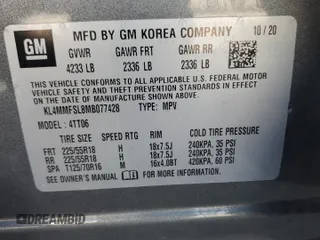 GM
MFD BY GM KOREA COMPANY 10/20
GVWR GAWR FRT GAWR RR
4233 LB 2336 LB 2336 LB
THIS VEHICLE CONFORMS TO ALL APPLICABLE
U.S. FEDERAL MOTOR VEHICLE SAFETY, BUMPER,
AND THEFT PREVENTION STANDARDS IN EFFECT ON
THE DATE OF MANUFACTURE SHOWN ABOVE.
KL4MMFSL8MB077428 TYPE: MPV
MODEL: 4TT06
TIRE SIZE SPEED RTG RIM COLD TIRE PRESSURE
FRT 225/55R18 H 18x7.5J 240KPA, 35 PSI
RR 225/55R18 H 18x7.5J 240KPA, 35 PSI
SPA T125/70R16 M 16x4.0BT 420KPA, 60 PSI
SEE OWNER'S MANUAL FOR ADDITIONAL INFORMATION.
© DREAMBID